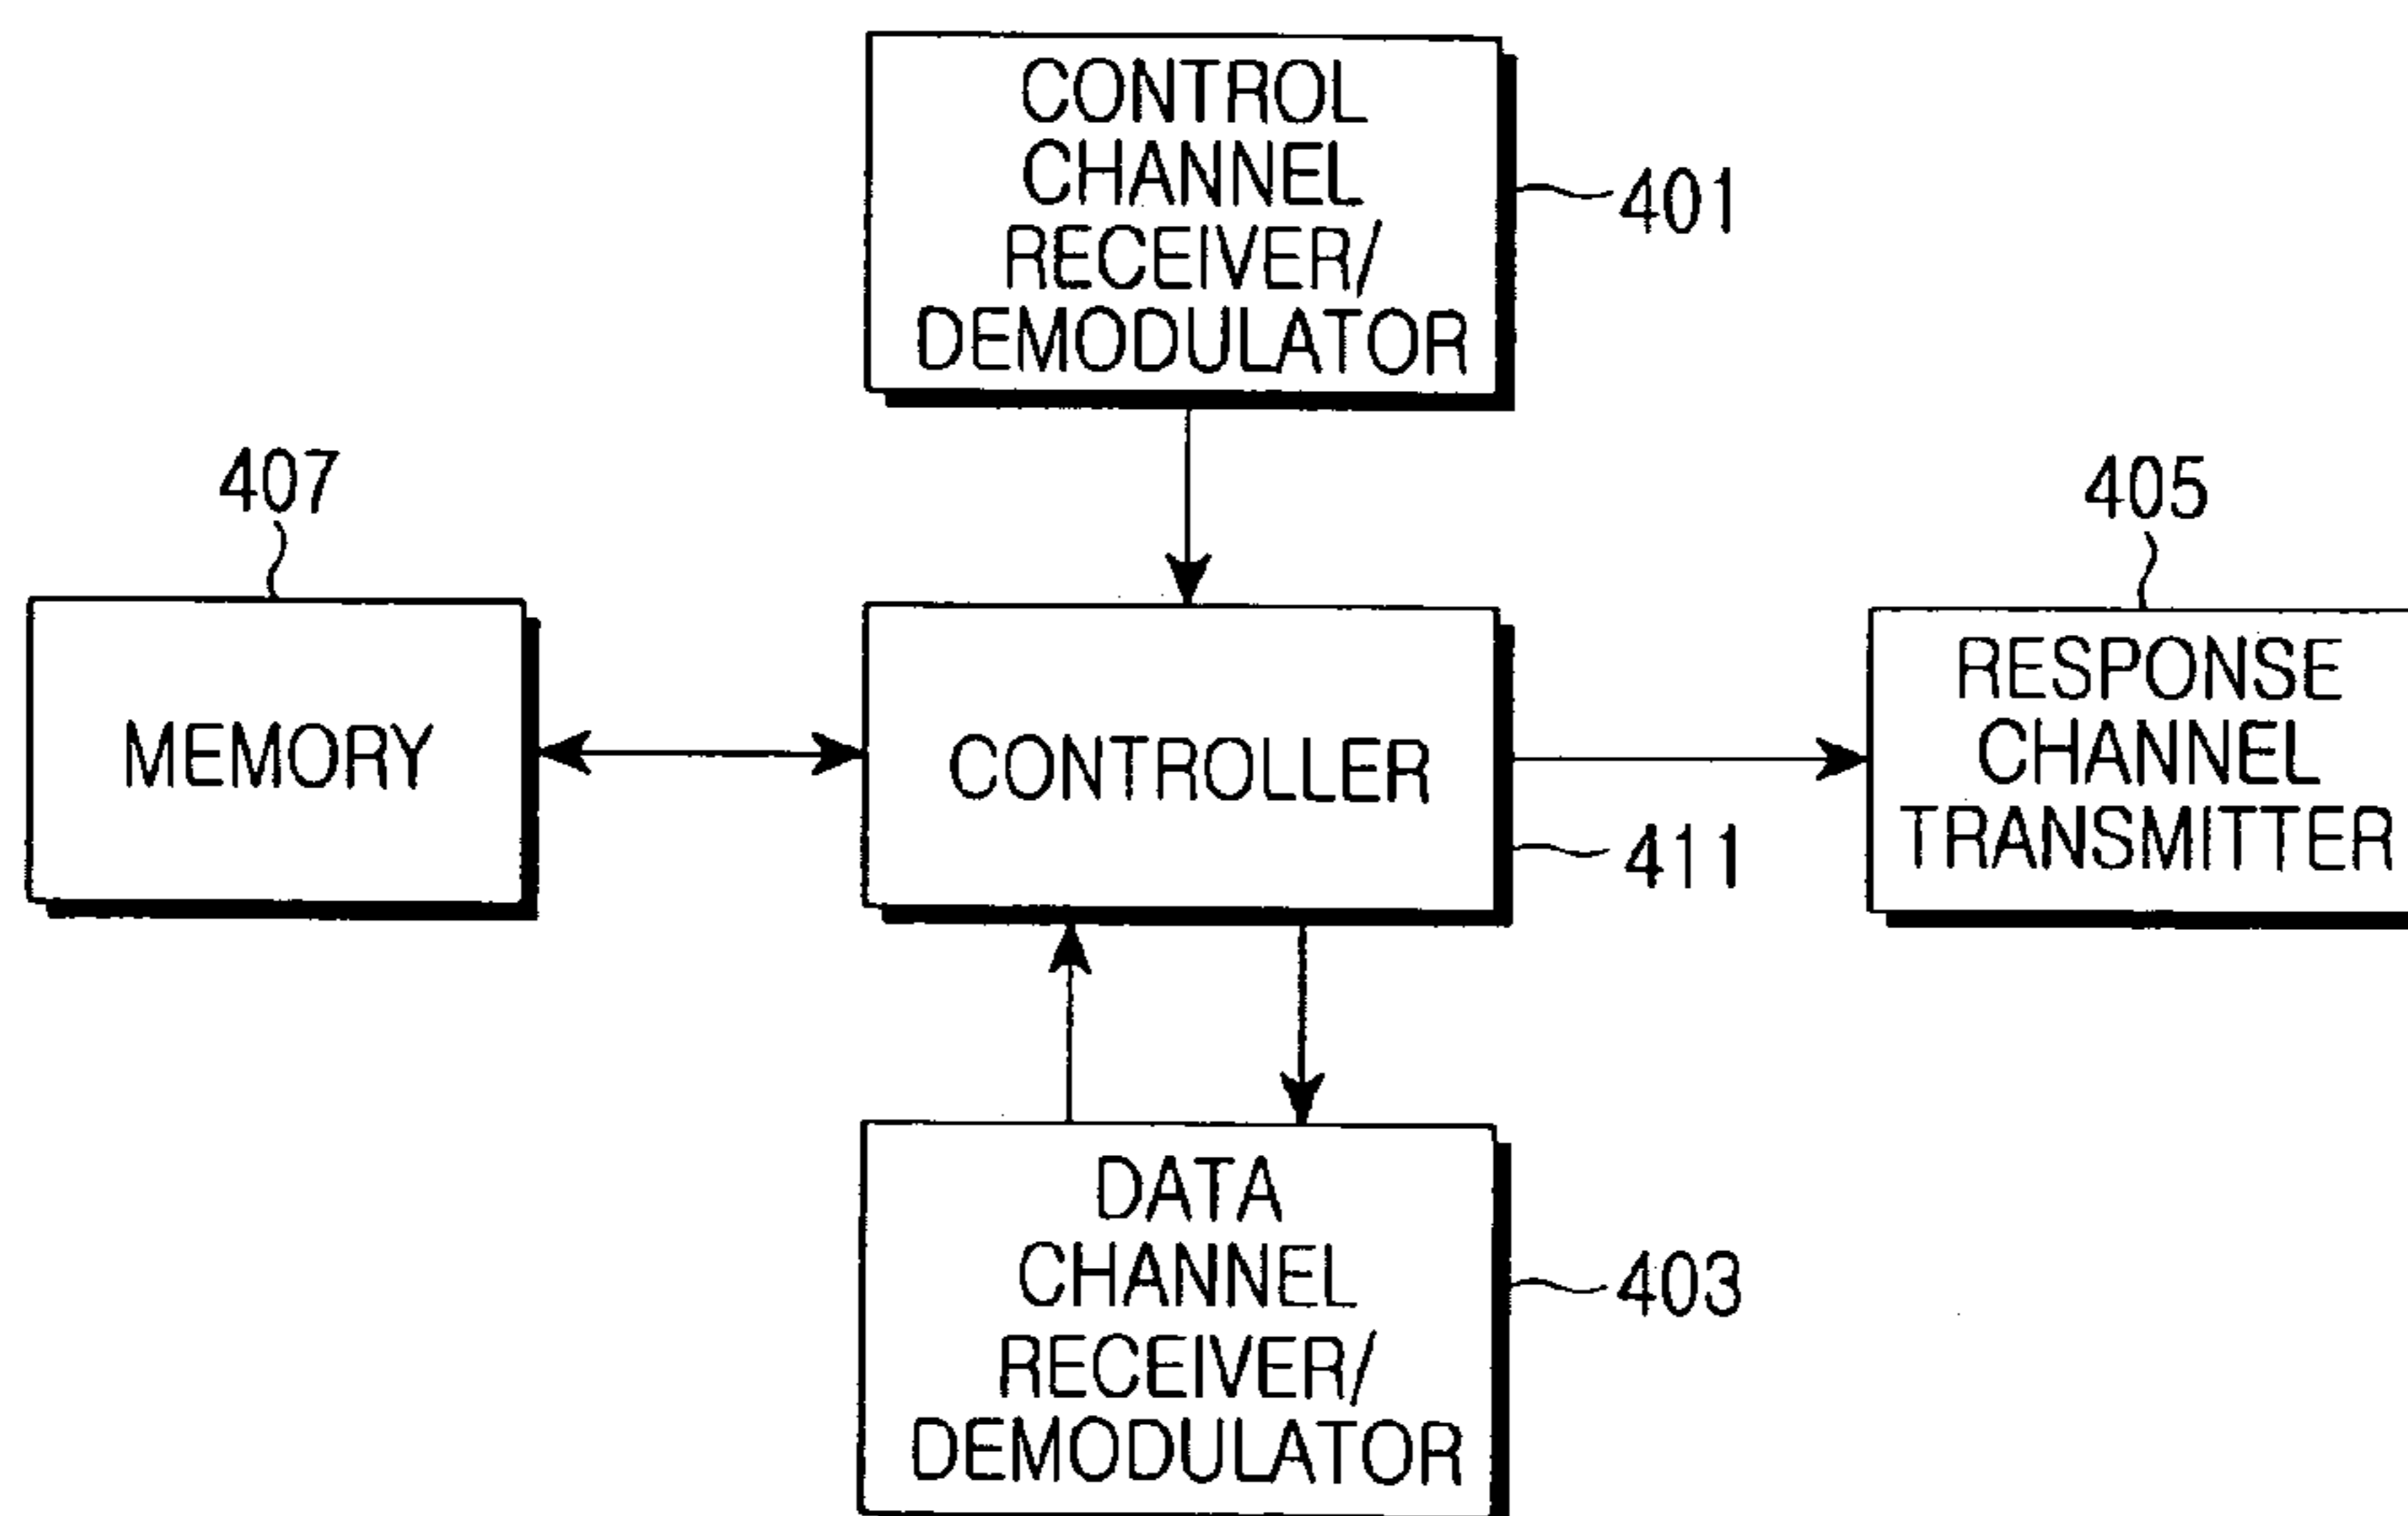 CONTROL
CHANNEL
RECEIVER/
DEMODULATOR
401
407
405
MEMORY
CONTROLLER
411
RESPONSE
CHANNEL
TRANSMITTER
DATA
CHANNEL
RECEIVER/
DEMODULATOR
403